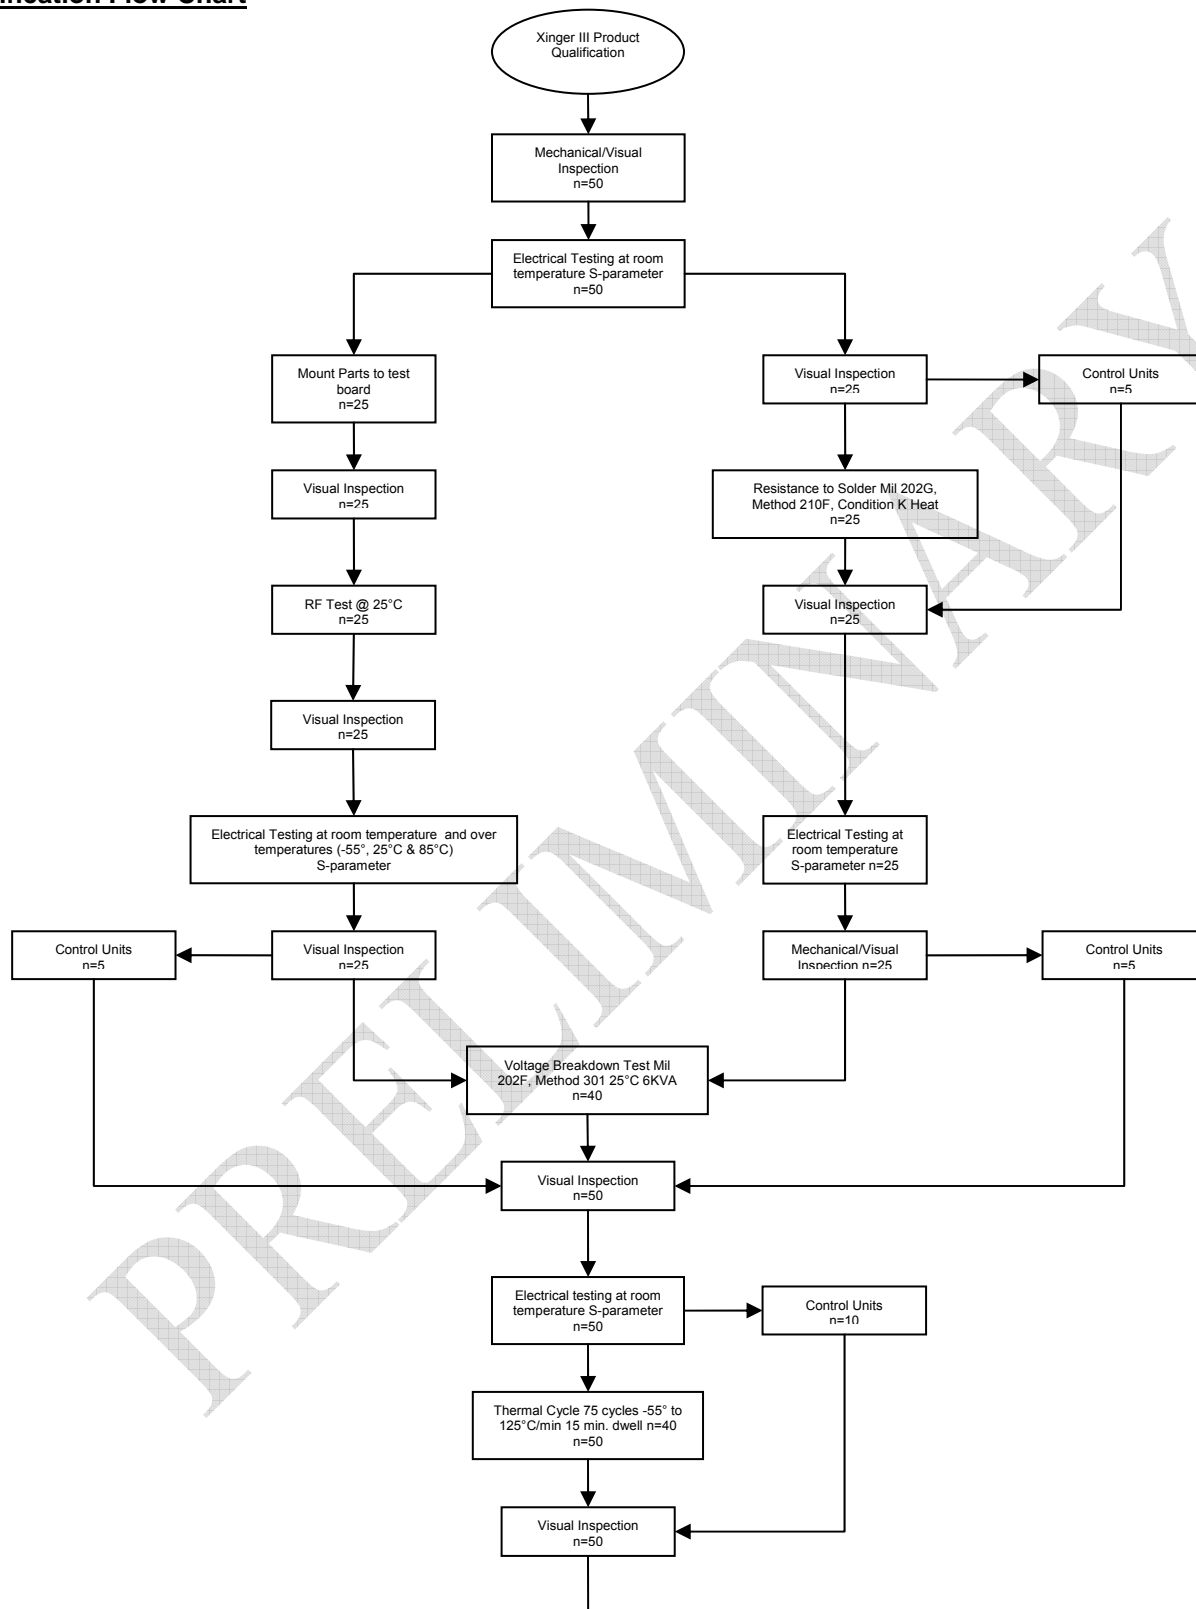 Flow Chart
Xinger III Product
Qualification
Mechanical/Visual
Inspection
n=50
Electrical Testing at room
temperature S-parameter
n=50
Mount Parts to test
board
n=25
Visual Inspection
n=25
Control Units
n=5
Visual Inspection
n=25
Resistance to Solder Mil 202G,
Method 210F, Condition K Heat
n=25
RF Test @ 25°C
n=25
Visual Inspection
n=25
Visual Inspection
n=25
Electrical Testing at room temperature and over
temperatures (-55°, 25°C & 85°C)
S-parameter
Electrical Testing at
room temperature
S-parameter n=25
Control Units
n=5
Visual Inspection
n=25
Mechanical/Visual
Inspection n=25
Control Units
n=5
Voltage Breakdown Test Mil
202F, Method 301 25°C 6KVA
n=40
Visual Inspection
n=50
Electrical testing at room
temperature S-parameter
n=50
Control Units
n=10
Thermal Cycle 75 cycles -55° to
125°C/min 15 min. dwell n=40
n=50
Visual Inspection
n=50
PRELIMINARY